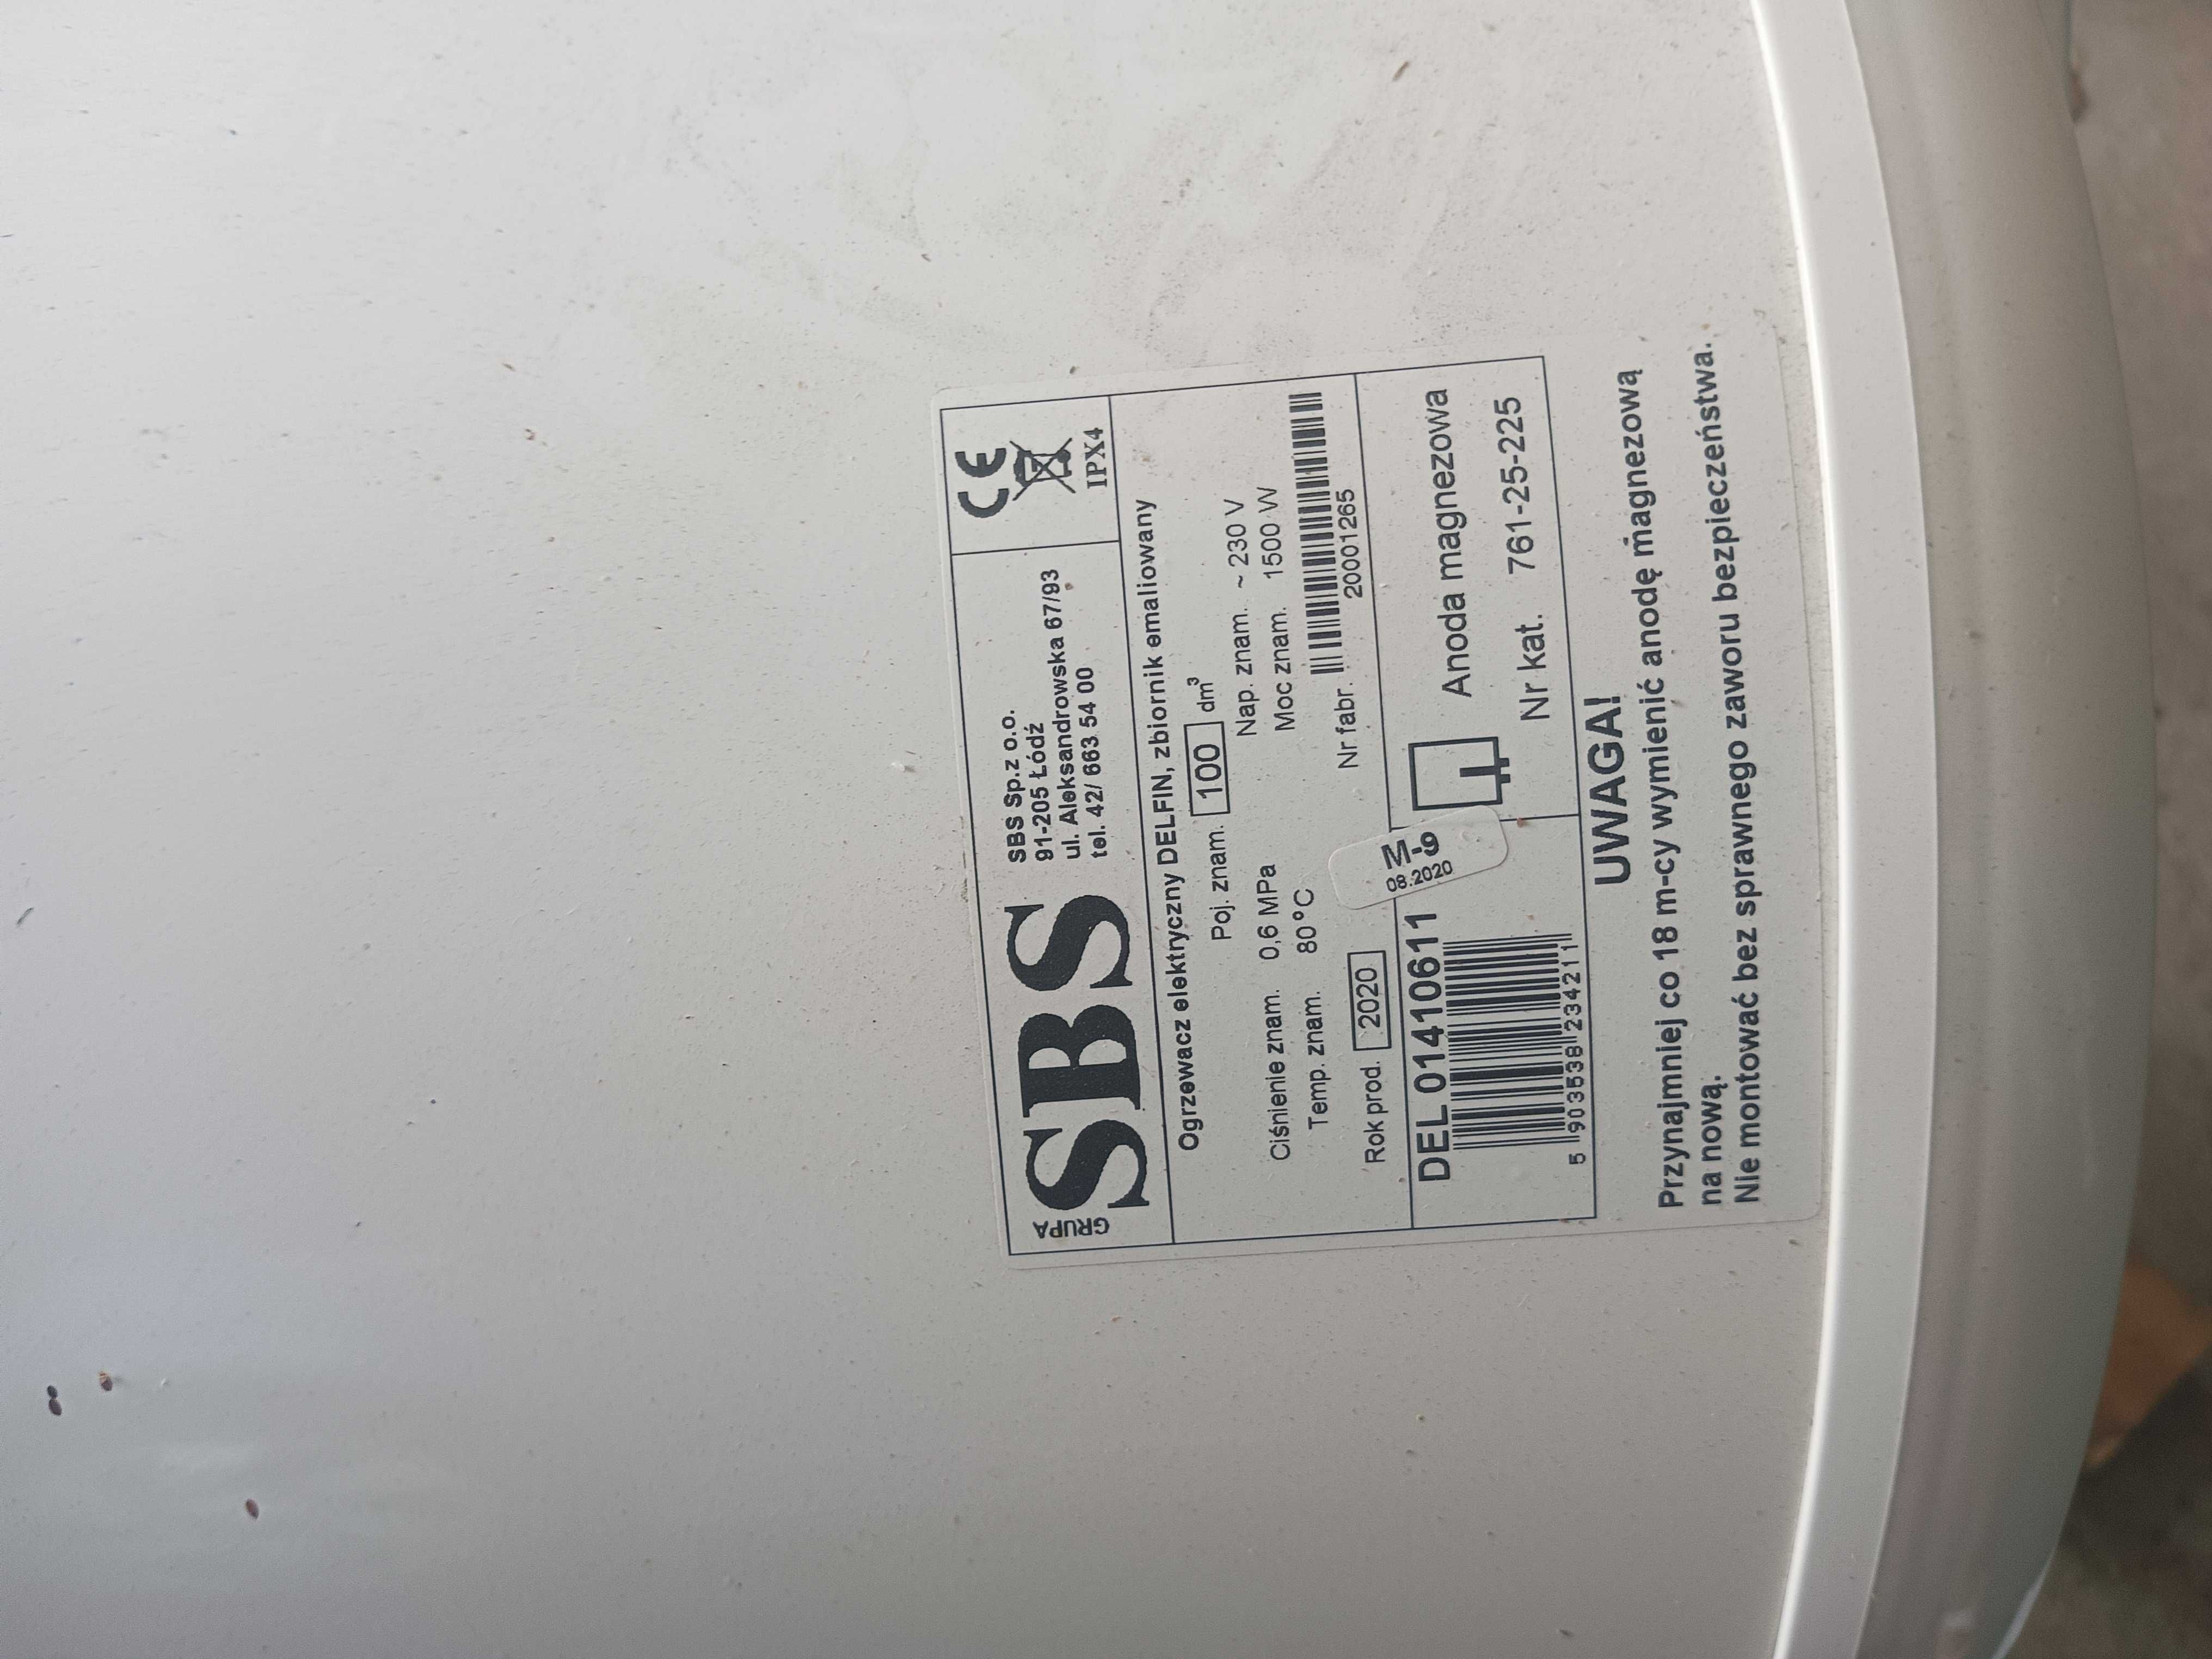 GRUPA
SBS
SBS Sp.z o.o.
91-205 Łódź
ul. Aleksandrowska 67/93
tel. 42/ 663 54 00
CE
IPX4
Ogrzewacz elektryczny DELFIN, zbiornik emaliowany
Poj. znam. 100 dm³
Ciśnienie znam. 0,6 MPa Nap. znam. ~ 230 V
Temp. znam. 80°C Moc znam. 1500 W
Rok prod. 2020 Nr fabr.
20001265
DEL 01410611
5 903538 234211
M-9
08.2020
Anoda magnezowa
Nr kat. 761-25-225
UWAGA!
Przynajmniej co 18 m-cy wymienić anodę magnezową
na nową.
Nie montować bez sprawnego zaworu bezpieczeństwa.